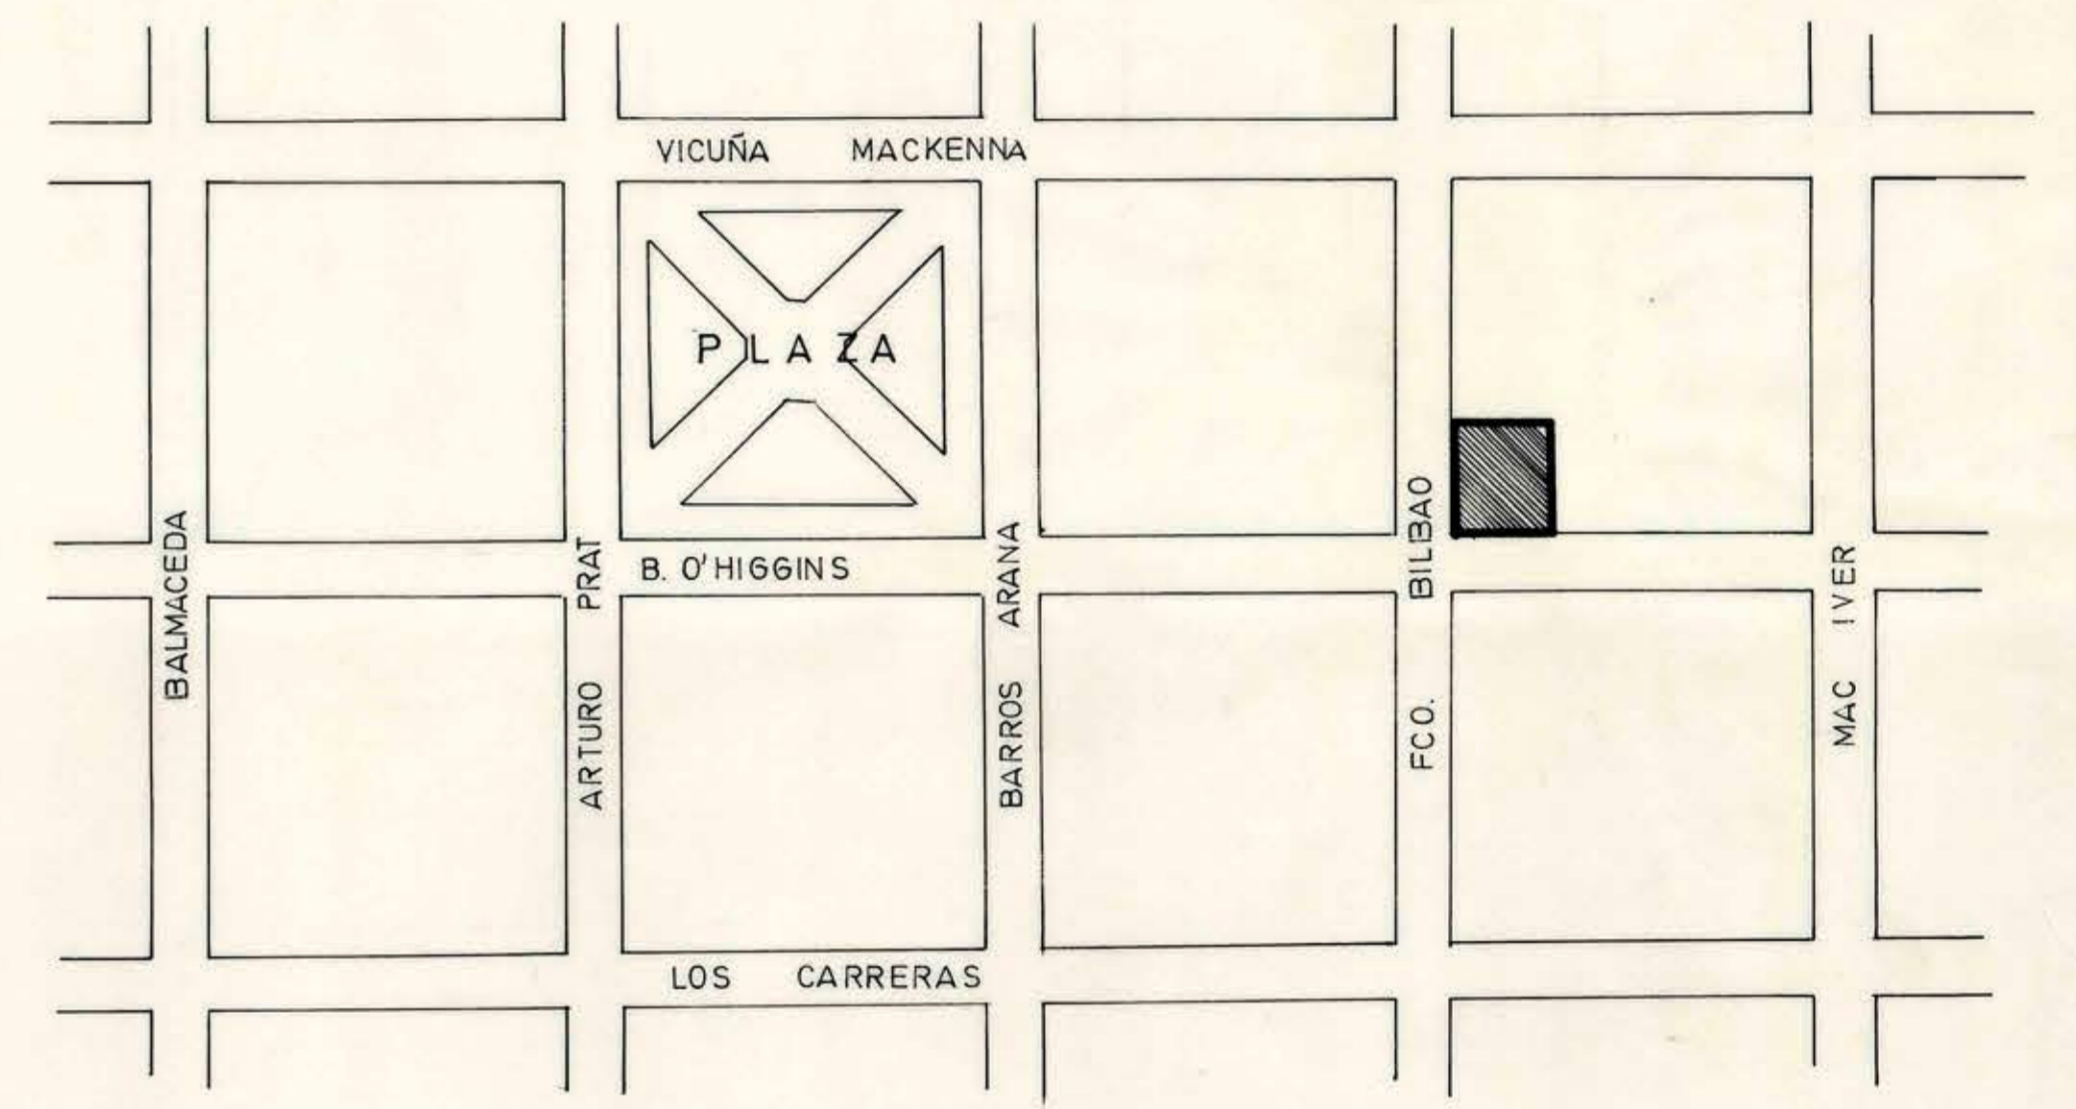 VICUÑA MACKENNA
PLAZA
B. O'HIGGINS
BALMACEDA
ARTURO PRAT
BARROS ARANA
FCO. BILBAO
MAC IVER
LOS CARRERAS